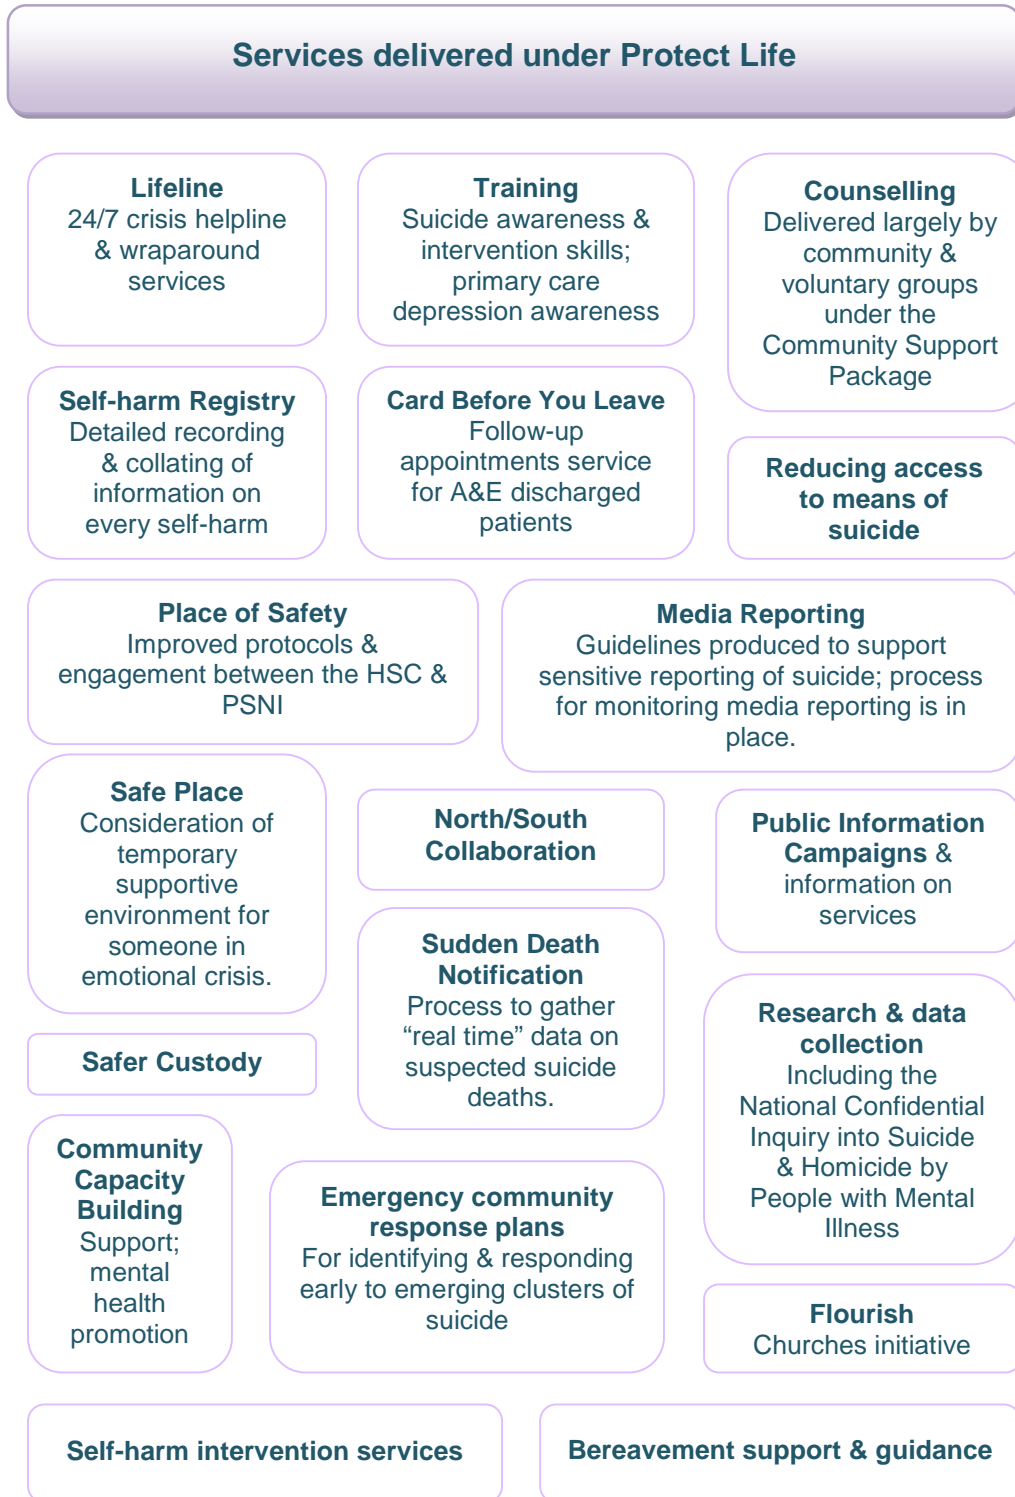 Services delivered under Protect Life
Lifeline
24/7 crisis helpline
& wraparound
services
Training
Suicide awareness &
intervention skills;
primary care
depression awareness
Counselling
Delivered largely by
community &
voluntary groups
under the
Community Support
Package
Self-harm Registry
Detailed recording
& collating of
information on
every self-harm
Card Before You Leave
Follow-up
appointments service
for A&E discharged
patients
Reducing access
to means of
suicide
Place of Safety
Improved protocols &
engagement between the HSC &
PSNI
Media Reporting
Guidelines produced to support
sensitive reporting of suicide; process
for monitoring media reporting is in
place.
Safe Place
Consideration of
temporary
supportive
environment for
someone in
emotional crisis.
North/South
Collaboration
Public Information
Campaigns &
information on
services
Sudden Death
Notification
Process to gather
“real time” data on
suspected suicide
deaths.
Research & data
collection
Including the
National Confidential
Inquiry into Suicide
& Homicide by
People with Mental
Illness
Safer Custody
Community
Capacity
Building
Support;
mental
health
promotion
Emergency community
response plans
For identifying & responding
early to emerging clusters of
suicide
Flourish
Churches initiative
Self-harm intervention services
Bereavement support & guidance